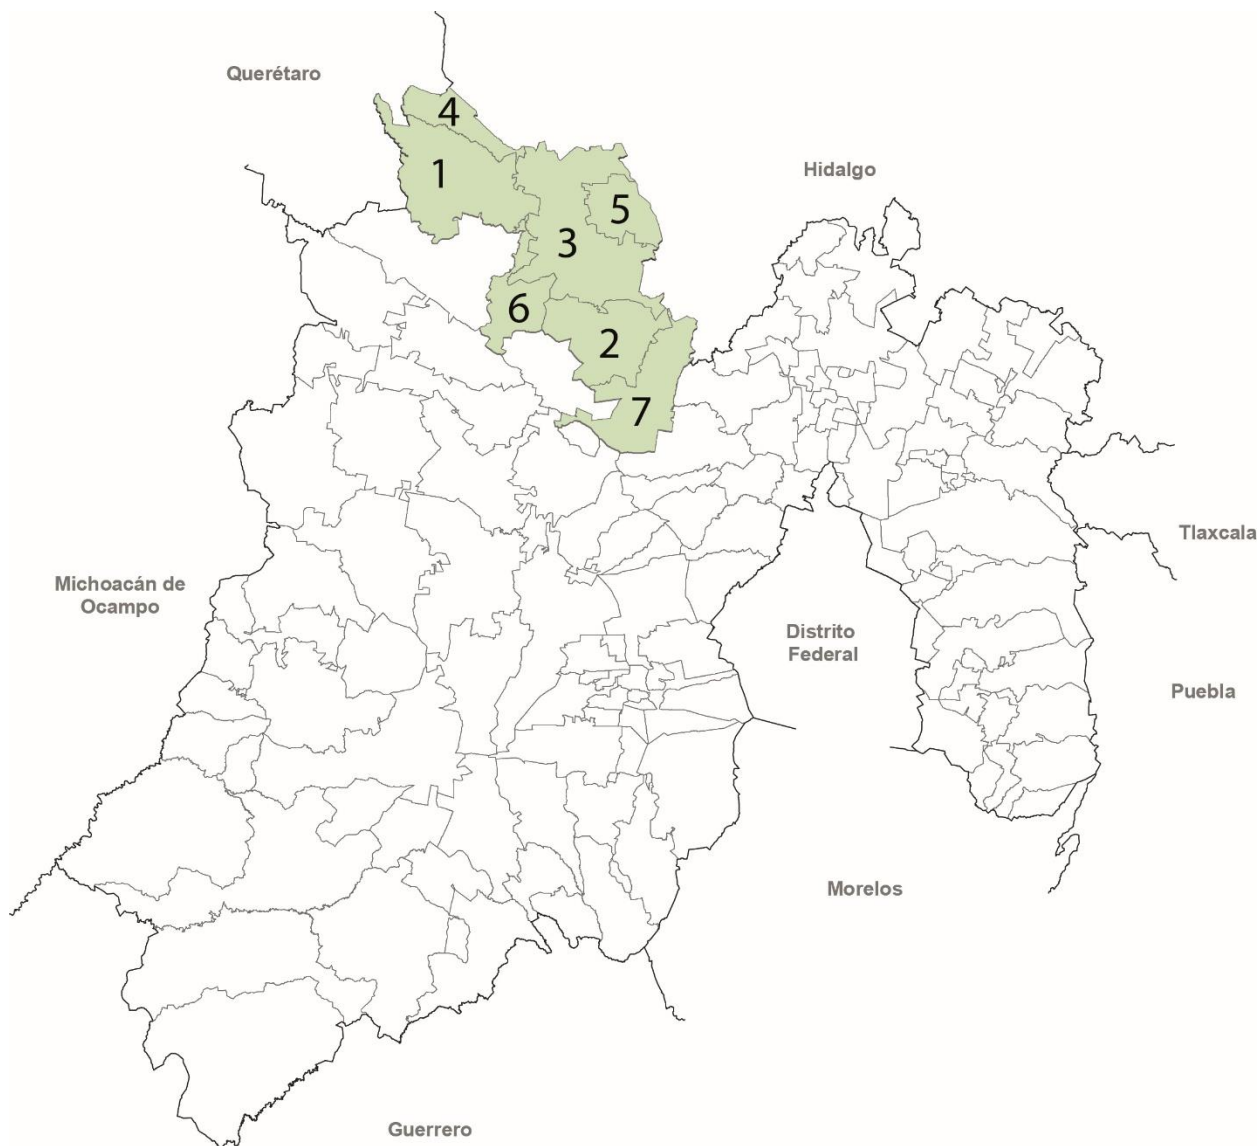 Querétaro
4
1
Hidalgo
5
3
6
2
7
Tlaxcala
Michoacán de
Ocampo
Distrito
Federal
Puebla
Morelos
Guerrero